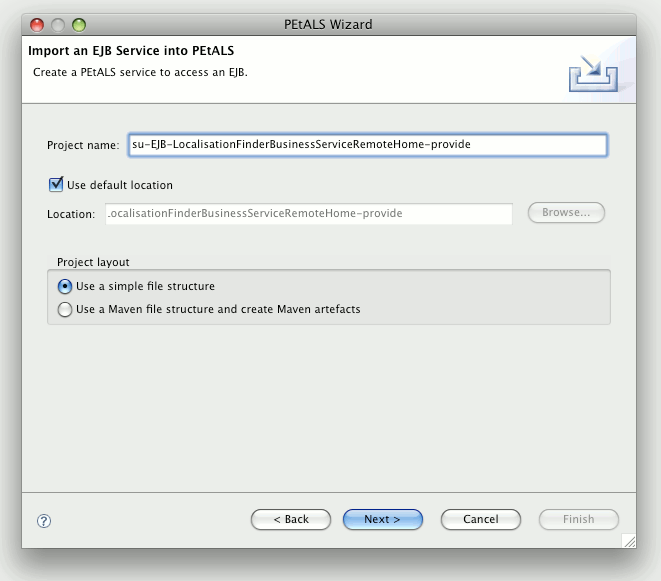 PEtALS Wizard
Import an EJB Service into PEtALS
Create a PEtALS service to access an EJB.
Project name: su-EJB-LocalisationFinderBusinessServiceRemoteHome-provide
Use default location
Location: .ocalisationFinderBusinessServiceRemoteHome-provide Browse...
Project layout
Use a simple file structure
Use a Maven file structure and create Maven artefacts
? < Back Next > Cancel Finish